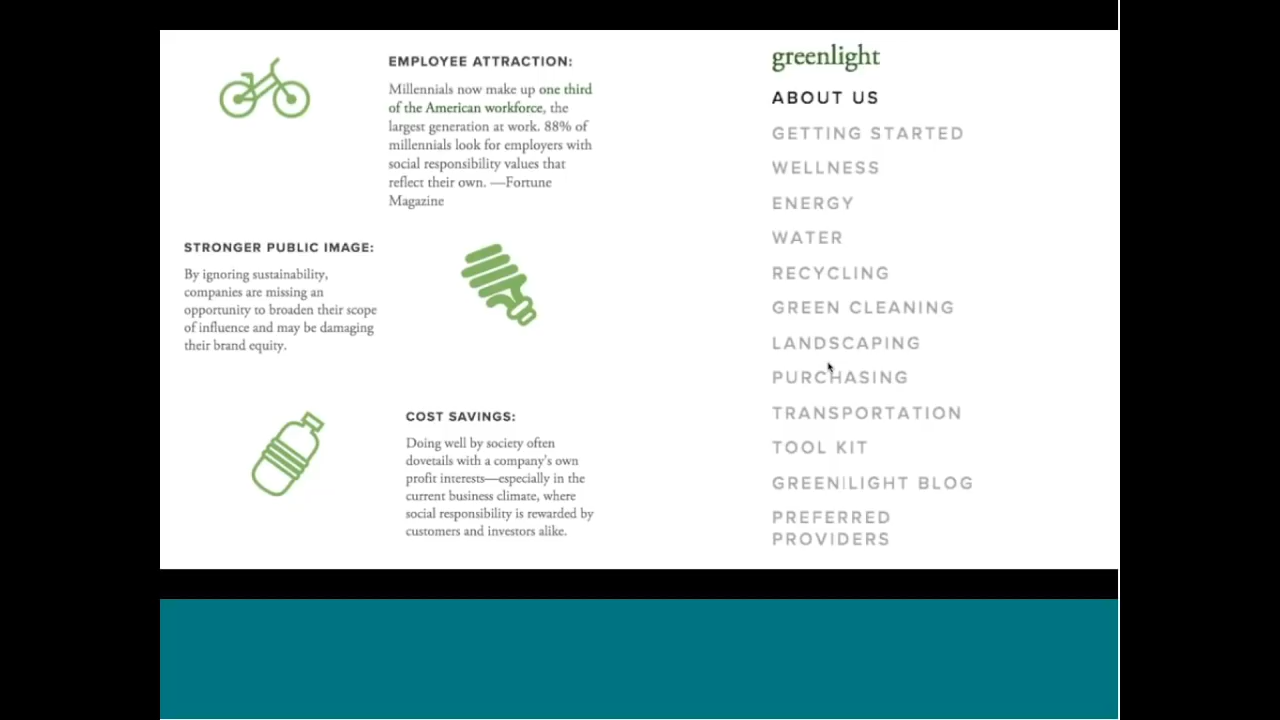 EMPLOYEE ATTRACTION:
Millennials now make up one third
of the American workforce, the
largest generation at work. 88% of
millennials look for employers with
social responsibility values that
reflect their own. —Fortune
Magazine
STRONGER PUBLIC IMAGE:
By ignoring sustainability,
companies are missing an
opportunity to broaden their scope
of influence and may be damaging
their brand equity.
COST SAVINGS:
Doing well by society often
dovetails with a company's own
profit interests—especially in the
current business climate, where
social responsibility is rewarded by
customers and investors alike.
greenlight
ABOUT US
GETTING STARTED
WELLNESS
ENERGY
WATER
RECYCLING
GREEN CLEANING
LANDSCAPING
PURCHASING
TRANSPORTATION
TOOL KIT
GREEN|LIGHT BLOG
PREFERRED
PROVIDERS